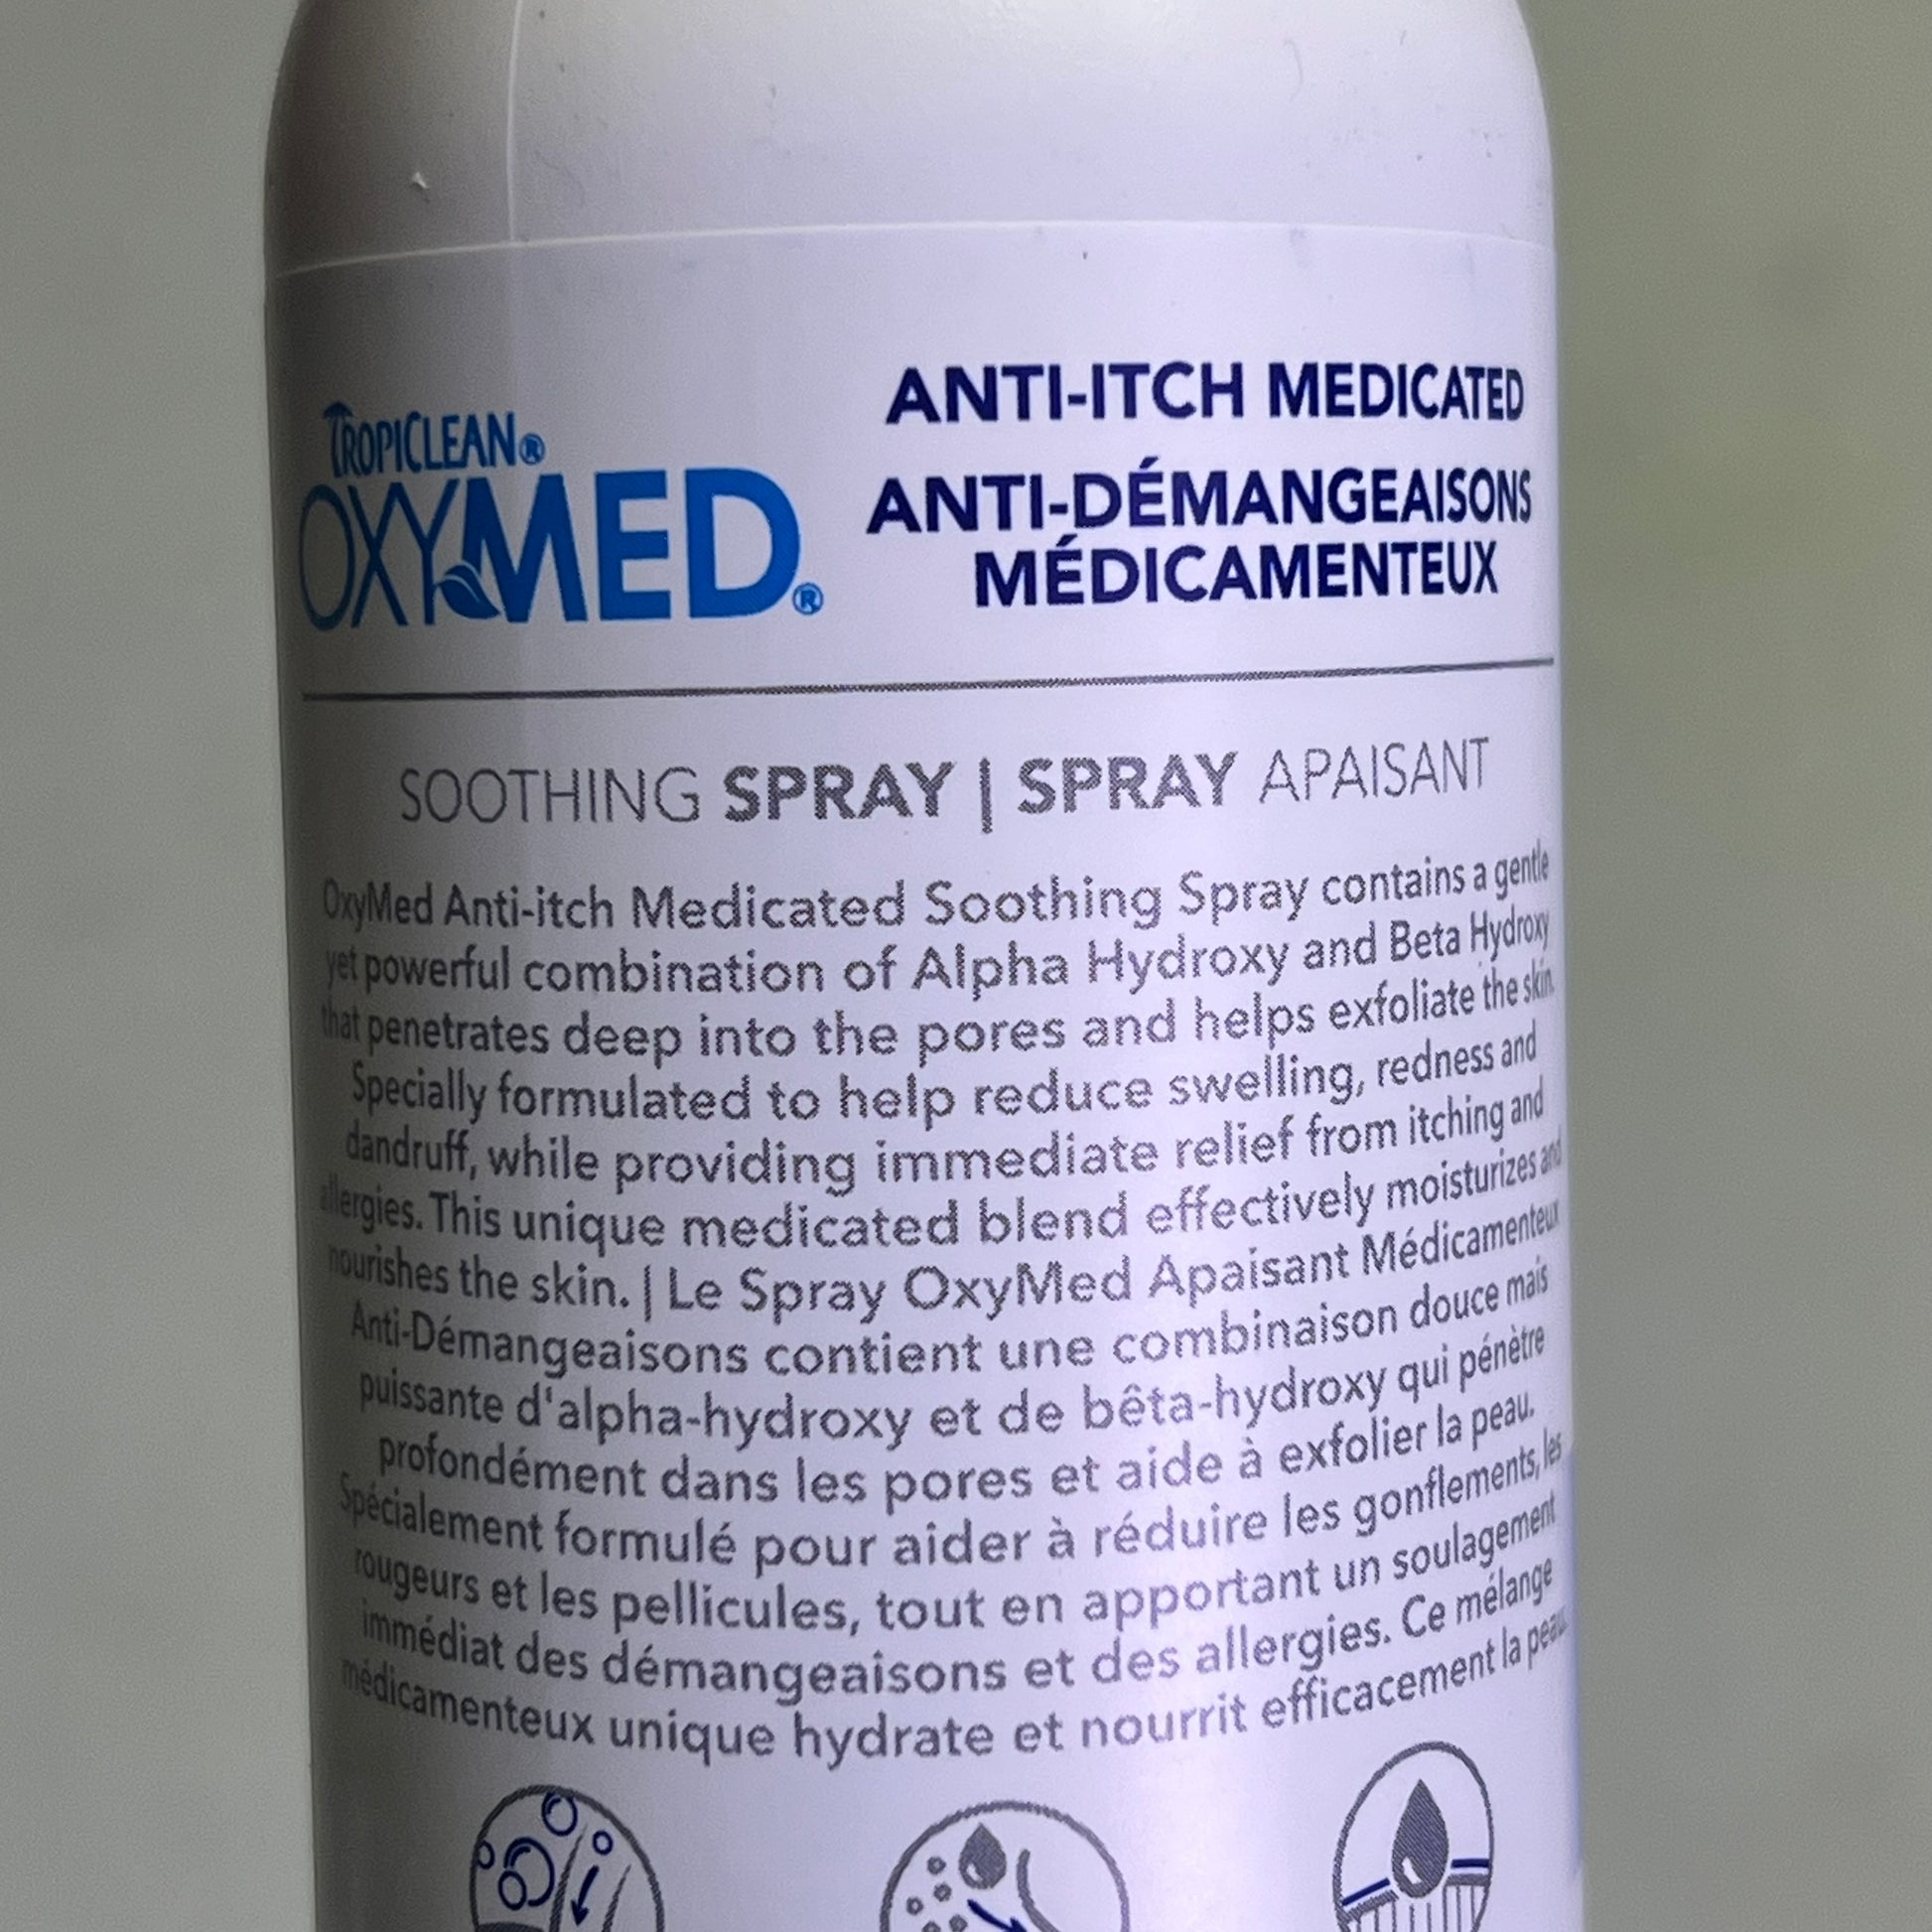 TROPICLEAN®
OXYMED®
ANTI-ITCH MEDICATED
ANTI-DÉMANGEAISONS
MÉDICAMENTEUX
SOOTHING SPRAY | SPRAY APAISANT
OxyMed Anti-itch Medicated Soothing Spray contains a gentle
yet powerful combination of Alpha Hydroxy and Beta Hydroxy
that penetrates deep into the pores and helps exfoliate the skin.
Specially formulated to help reduce swelling, redness and
dandruff, while providing immediate relief from itching and
allergies. This unique medicated blend effectively moisturizes and
nourishes the skin. | Le Spray OxyMed Apaisant Médicamenteux
Anti-Démangeaisons contient une combinaison douce mais
puissante d'alpha-hydroxy et de bêta-hydroxy qui pénètre
profondément dans les pores et aide à exfolier la peau.
Spécialement formulé pour aider à réduire les gonflements, les
rougeurs et les pellicules, tout en apportant un soulagement
immédiat des démangeaisons et des allergies. Ce mélange
médicamenteux unique hydrate et nourrit efficacement la peau.